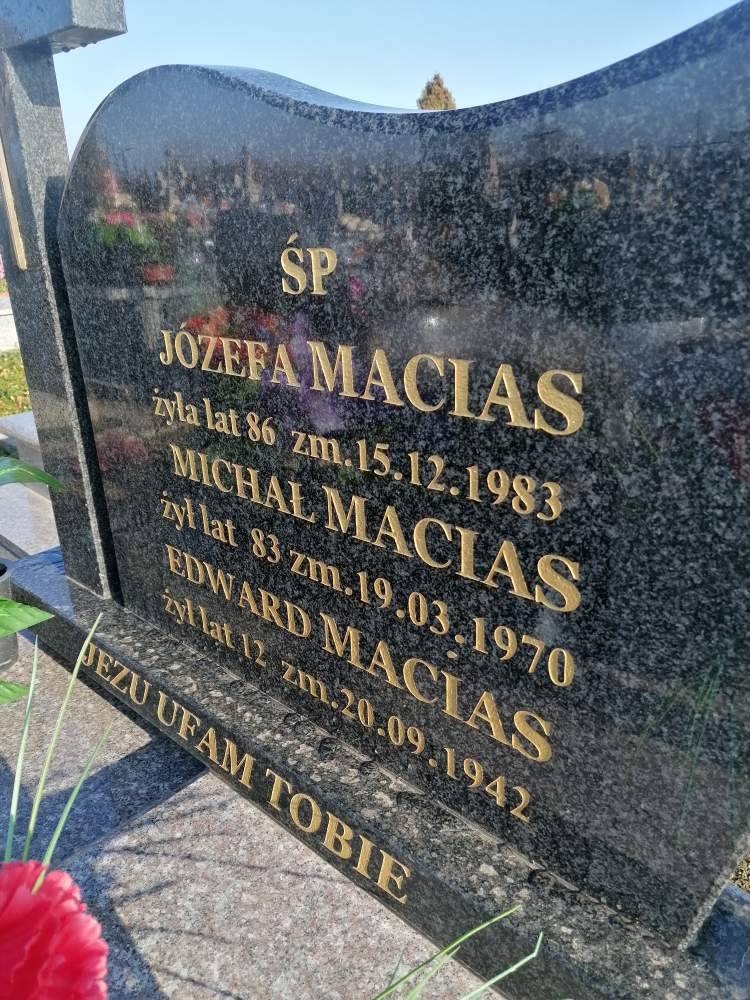 ŚP
JÓZEFA MACIAS
żyła lat 86 zm.15.12.1983
MICHAŁ MACIAS
żył lat 83 zm.19.03.1970
EDWARD MACIAS
żył lat 12 zm.20.09.1942
JEZU UFAM TOBIE